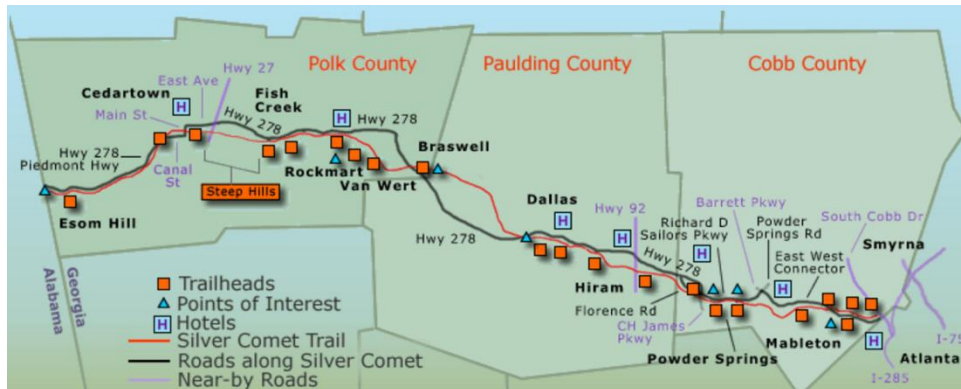 Polk County
Paulding County
Cobb County
Cedartown
East Ave
Hwy 27
Fish
Creek
H
H
Main St
Hwy 278
Hwy 278
Braswell
Hwy 278
Piedmont Hwy
Canal
St
Rockmart
Van Wert
Steep Hills
Esom Hill
Dallas
H
Hwy 92
H
Barrett Pkwy
Richard D
Sailors Pkwy
H
Powder
Springs Rd
South Cobb Dr
Smyrna
East West
Connector
H
Hwy 278
Hwy 278
Hiram
Florence Rd
CH James
Pkwy
Powder Springs
Mableton
H
Atlanta
I-75
I-285
Alabama
Georgia
Trailheads
Points of Interest
H
Hotels
Silver Comet Trail
Roads along Silver Comet
Near-by Roads